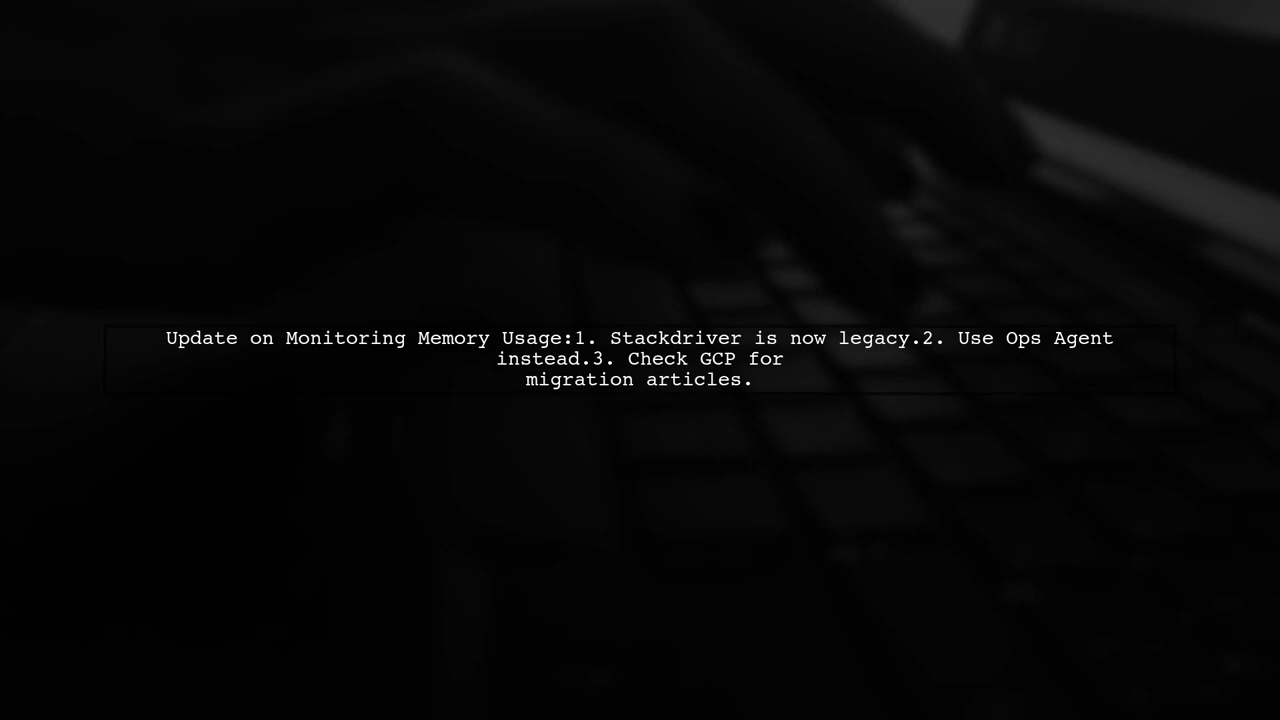 Update on Monitoring Memory Usage:1. Stackdriver is now legacy.2. Use Ops Agent
instead.3. Check GCP for
migration articles.